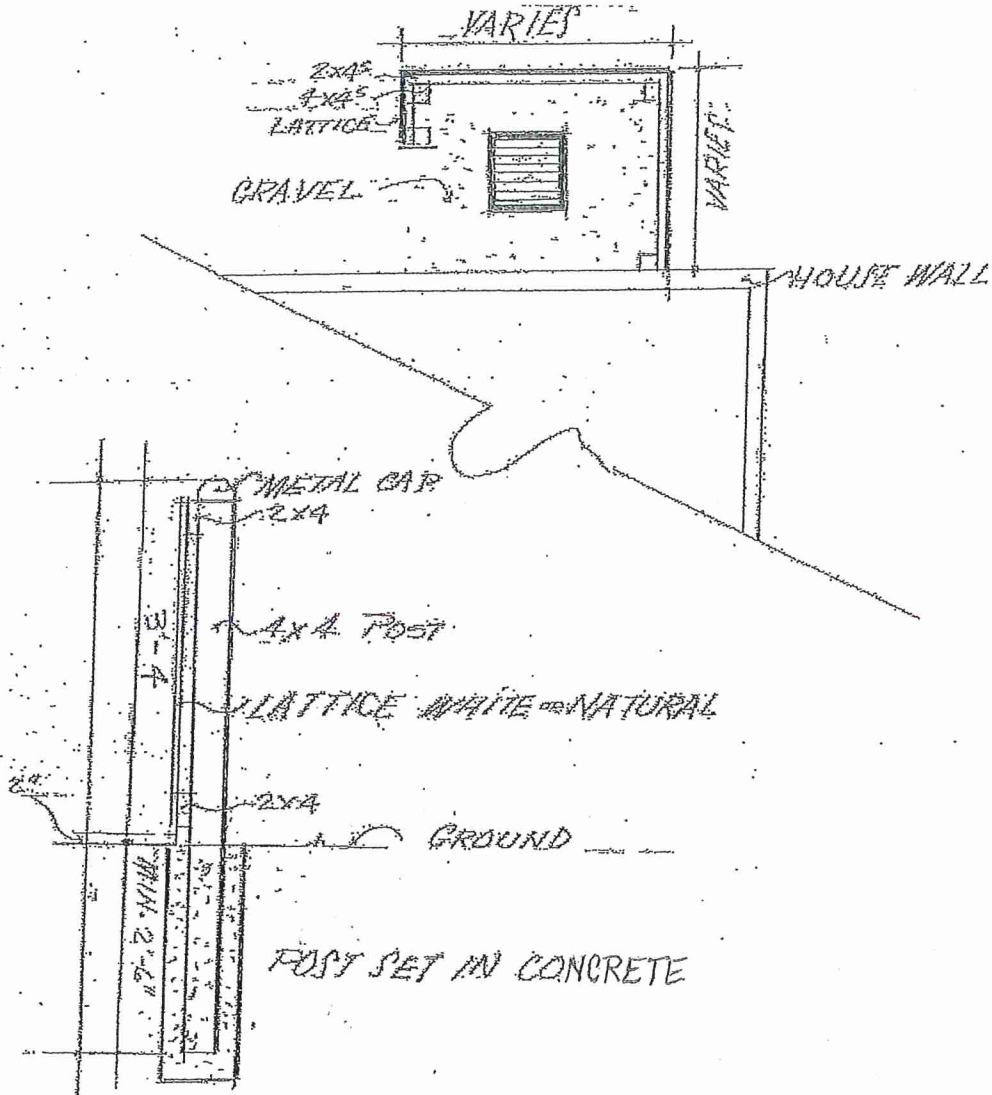 VARIES
2x4S
4x4S
LATTICE
GRAVEL
VARIES
HOUSE WALL
METAL CAP
2x4
3-4
4x4 POST
LATTICE WHITE OR NATURAL
2"
2x4
GROUND
MIN. 2'-6"
POST SET IN CONCRETE